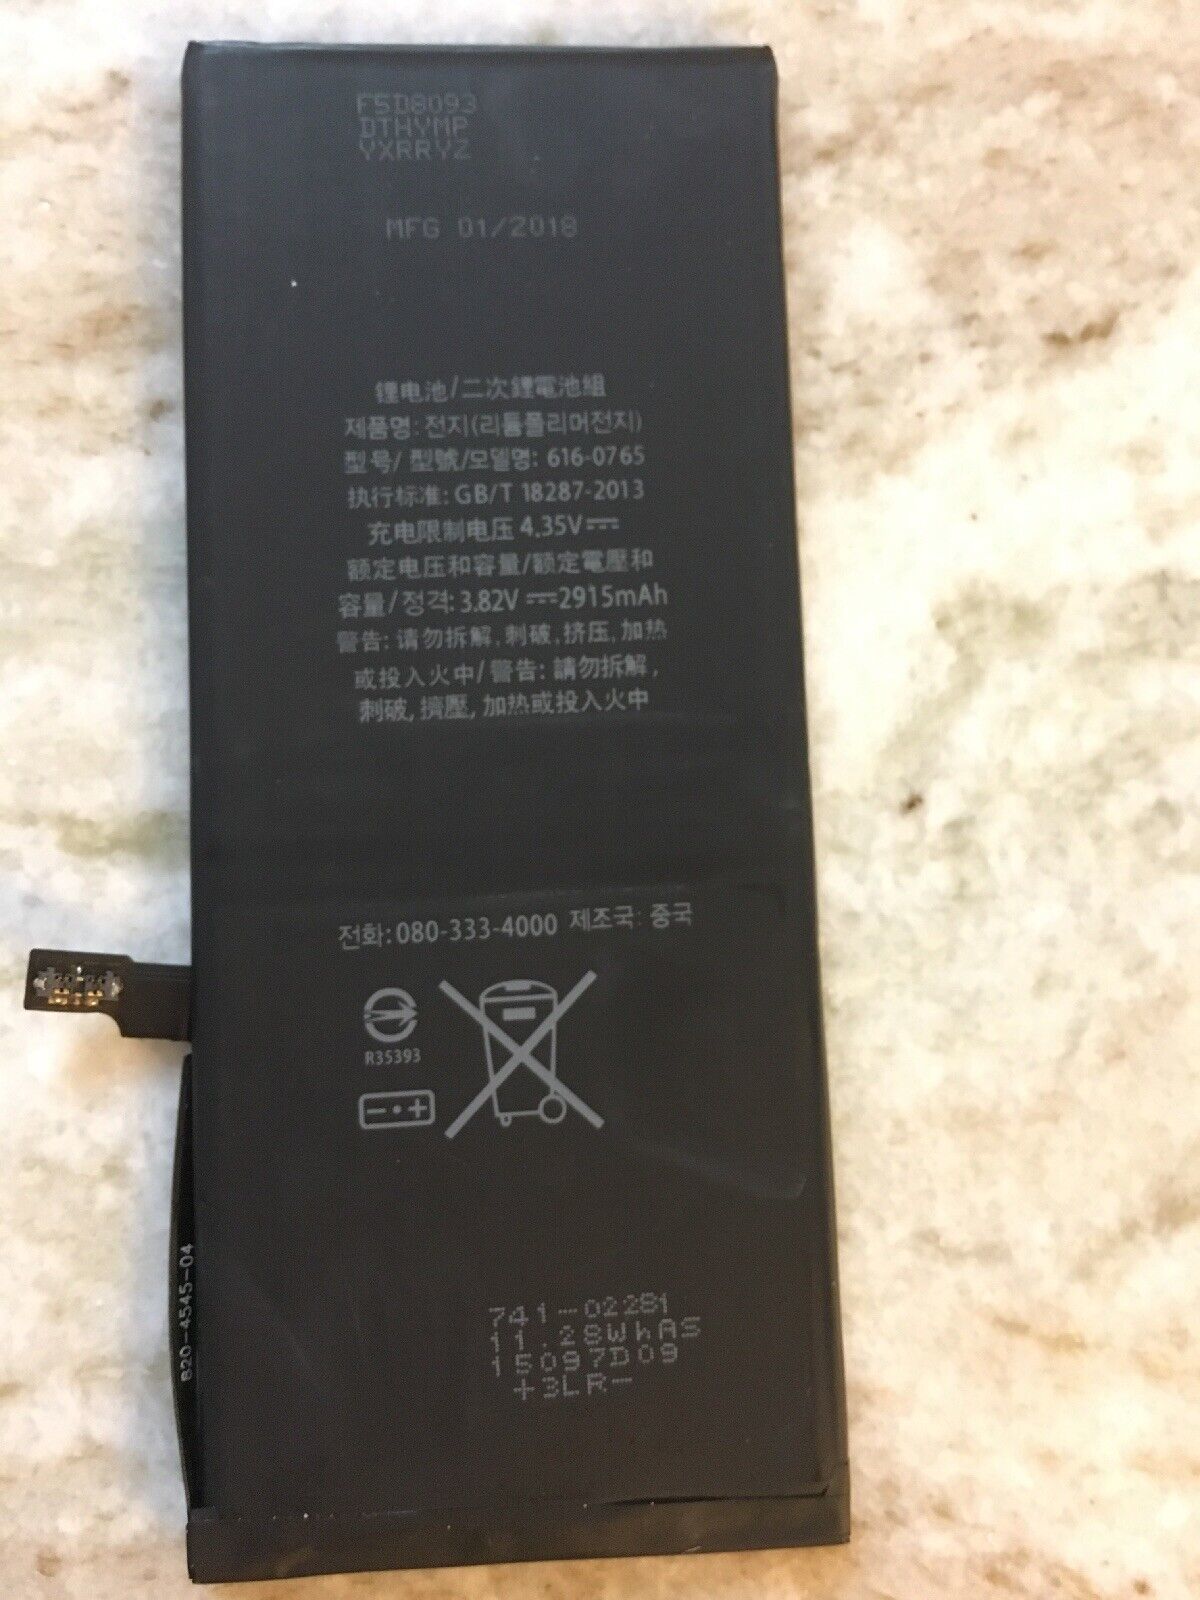 F5D8093
DTHYMP
YXRRYZ
MFG 01/2018
锂电池/二次鋰電池組
제품명: 전지(리튬폴리머전지)
型号/ 型號/모델명: 616-0765
执行标准: GB/T 18287-2013
充电限制电压 4.35V⎓
额定电压和容量/额定電壓和
容量/정격: 3.82V ⎓2915mAh
警告: 请勿拆解, 刺破, 挤压, 加热
或投入火中/ 警告: 請勿拆解,
刺破, 擠壓, 加热或投入火中
전화: 080-333-4000 제조국: 중국
R35393
- • +
820-4545-04
741-02281
11.28WhAS
15097D09
+3LR-